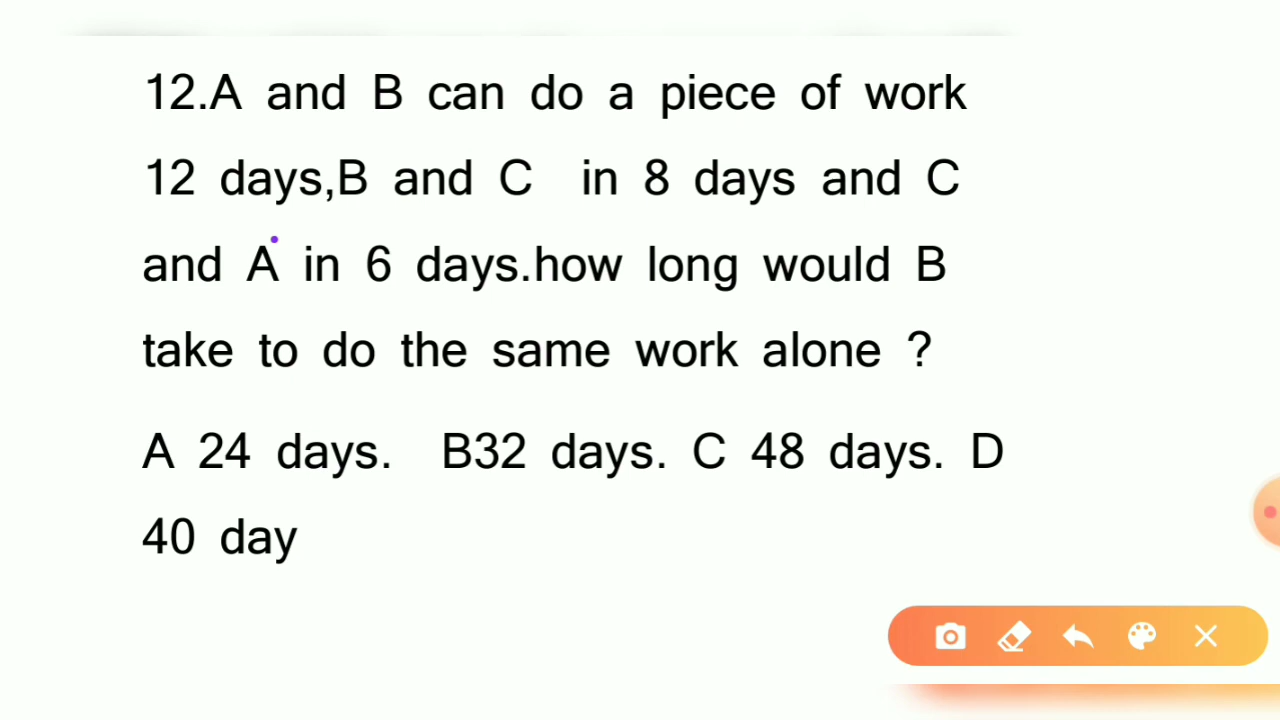 12.A and B can do a piece of work
12 days,B and C in 8 days and C
and A in 6 days.how long would B
take to do the same work alone ?
A 24 days. B32 days. C 48 days. D
40 day